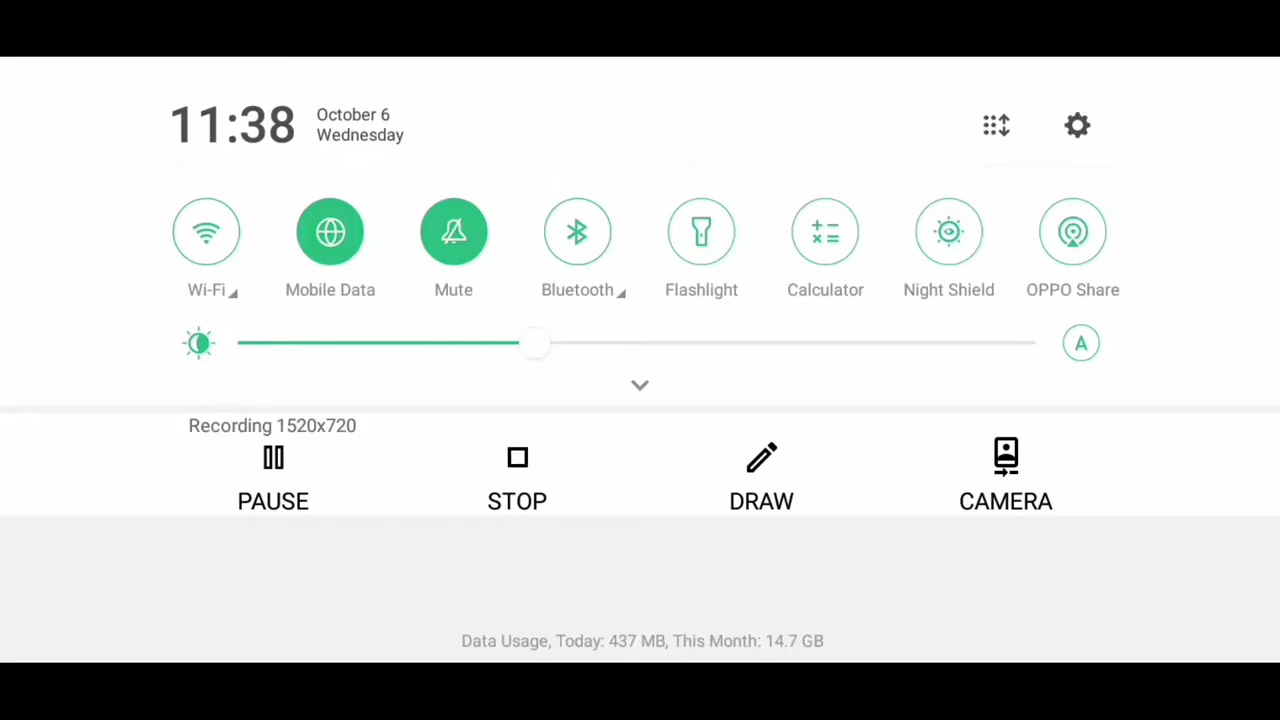 11:38
October 6
Wednesday
Wi-Fi
Mobile Data
Mute
Bluetooth
Flashlight
Calculator
Night Shield
OPPO Share
A
Recording 1520x720
PAUSE
STOP
DRAW
CAMERA
Data Usage, Today: 437 MB, This Month: 14.7 GB